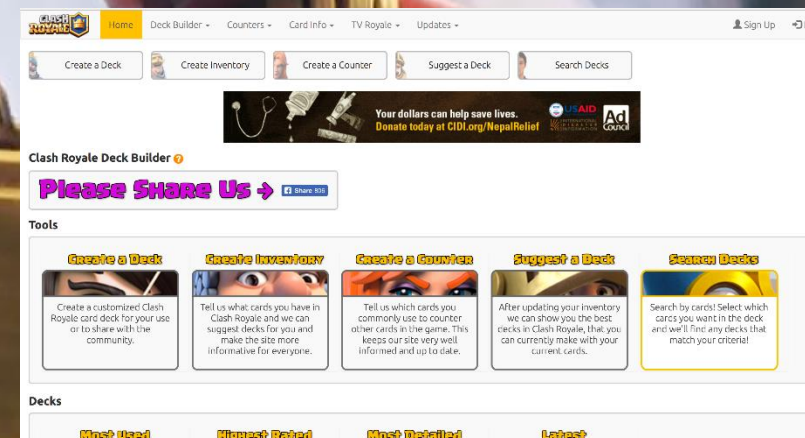 CLASH ROYALE
Home
Deck Builder
Counters
Card Info
TV Royale
Updates
Sign Up
Create a Deck
Create Inventory
Create a Counter
Suggest a Deck
Search Decks
Your dollars can help save lives.
Donate today at CIDI.org/NepalRelief
USAID
Ad
Council
Clash Royale Deck Builder ?
Please Share Us
Share 806
Tools
Create a Deck
Create a customized Clash
Royale card deck for your use
or to share with the
community.
Create Inventory
Tell us what cards you have in
Clash Royale and we can
suggest decks for you and
make the site more
informative for everyone.
Create a Counter
Tell us which cards you
commonly use to counter
other cards in the game. This
keeps our site very well
informed and up to date.
Suggest a Deck
After updating your inventory
we can show you the best
decks in Clash Royale, that you
can currently make with your
current cards.
Search Decks
Search by cards! Select which
cards you want in the deck
and we'll find any decks that
match your criteria!
Decks
Most Used
Highest Rated
Most Detailed
Latest